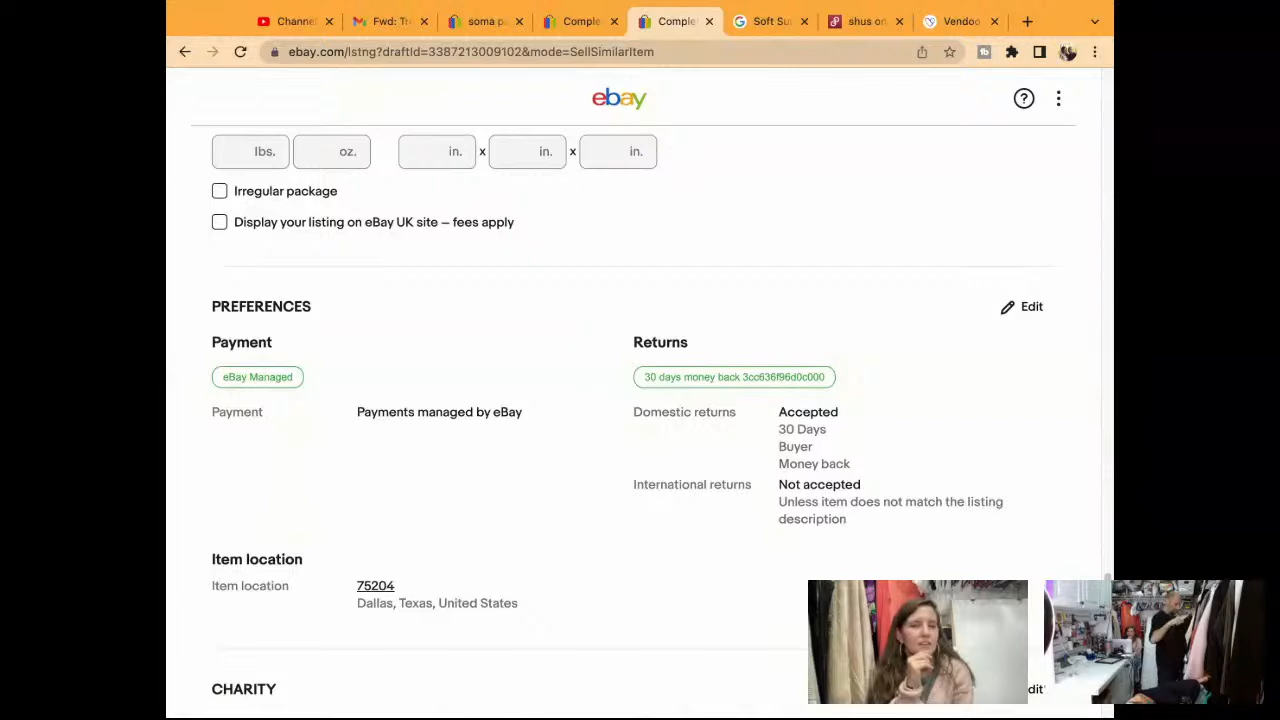 Channel
Fwd: Tr
soma pa
Comple
Comple
Soft Su
shus on
Vendoo
ebay.com/lstng?draftId=3387213009102&mode=SellSimilarItem
ebay
lbs.
oz.
in. x
in. x
in.
Irregular package
Display your listing on eBay UK site – fees apply
PREFERENCES
Edit
Payment
Returns
eBay Managed
30 days money back 3cc636f96d0c000
Payment
Payments managed by eBay
Domestic returns
Accepted
30 Days
Buyer
Money back
International returns
Not accepted
Unless item does not match the listing
description
Item location
Item location
75204
Dallas, Texas, United States
CHARITY
dit